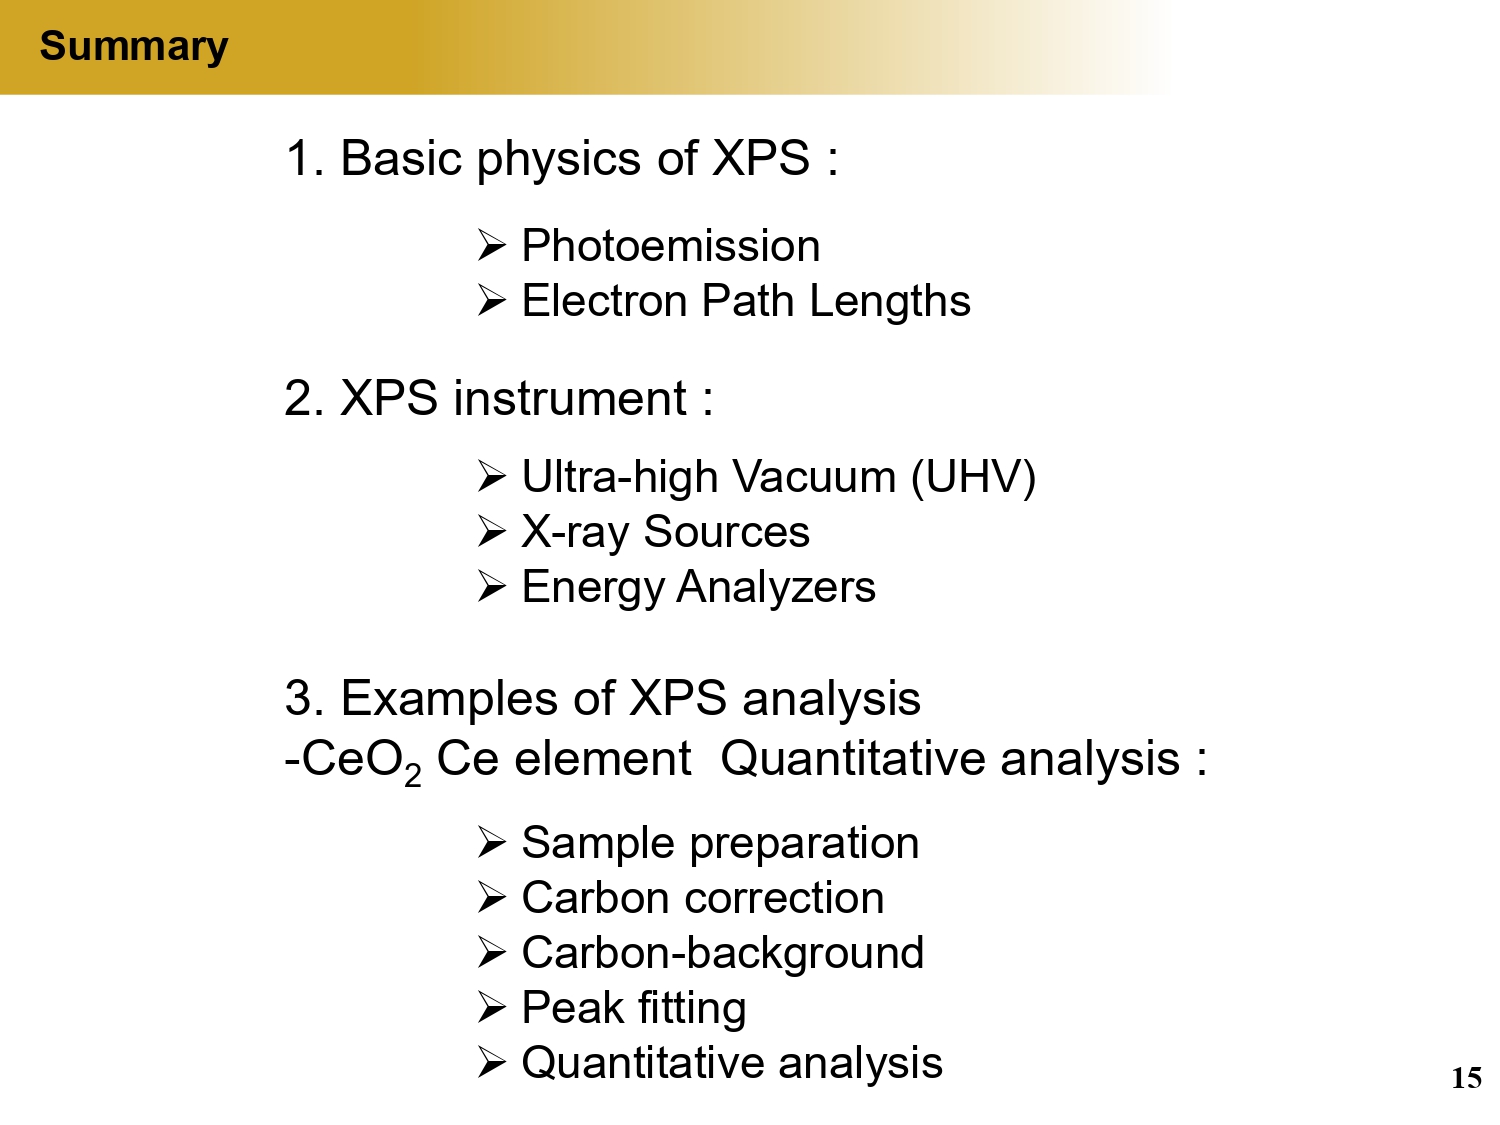 Summary
1. Basic physics of XPS :
➢ Photoemission
➢ Electron Path Lengths
2. XPS instrument :
➢ Ultra-high Vacuum (UHV)
➢ X-ray Sources
➢ Energy Analyzers
3. Examples of XPS analysis
-CeO₂ Ce element  Quantitative analysis :
➢ Sample preparation
➢ Carbon correction
➢ Carbon-background
➢ Peak fitting
➢ Quantitative analysis
15